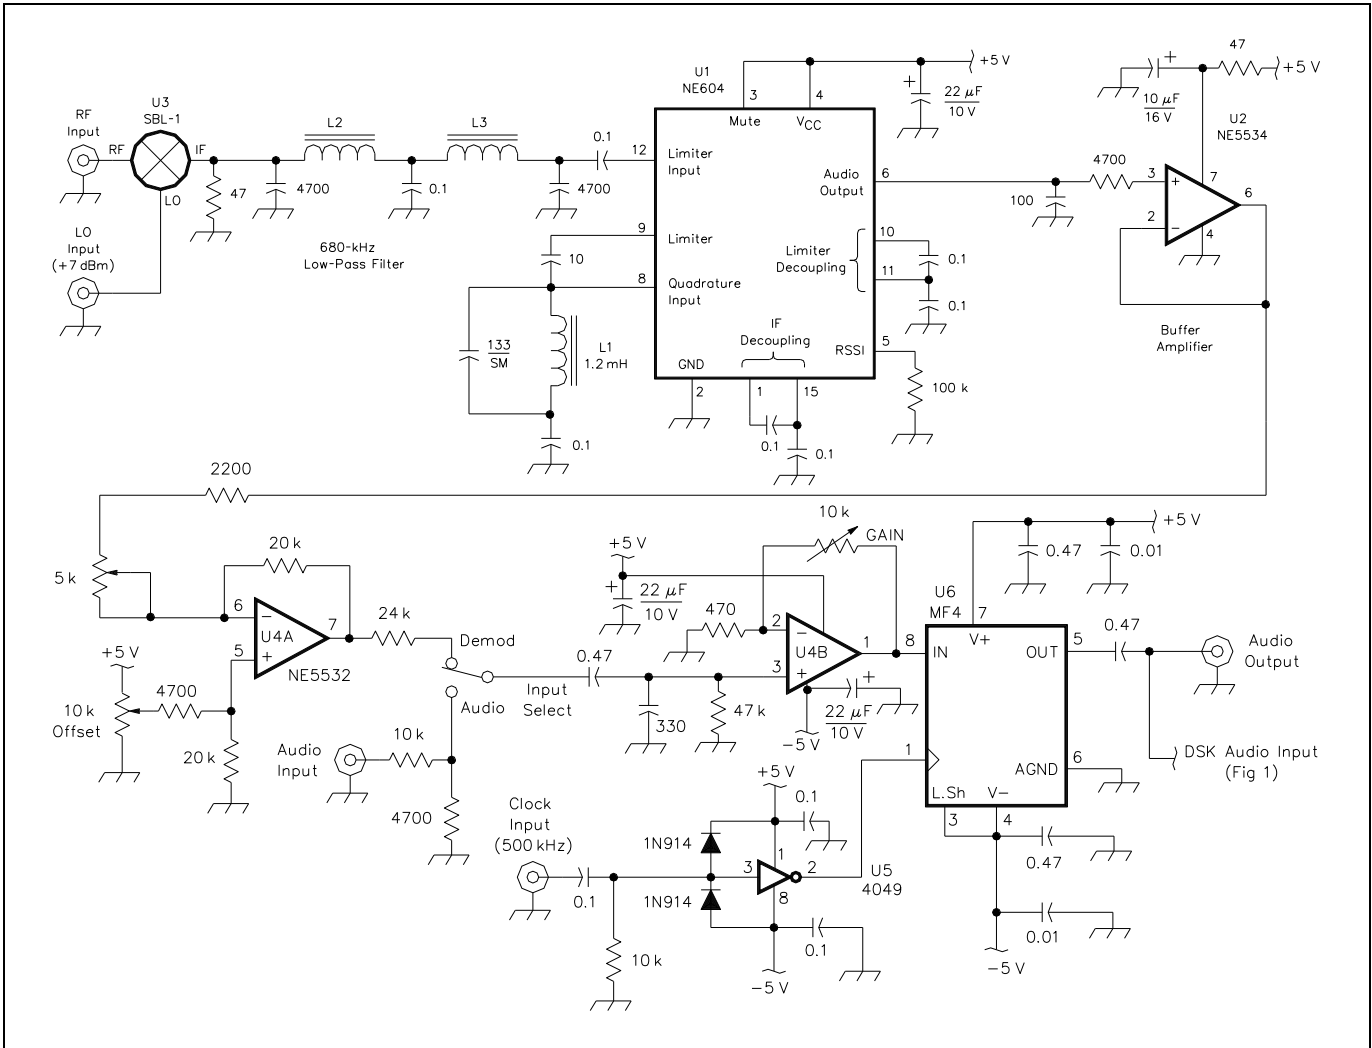 RF
Input
U3
SBL-1
RF
IF
LO
LO
Input
(+7 dBm)
47
4700
L2
0.1
L3
4700
0.1
680-kHz
Low-Pass Filter
U1
NE604
3
4
Mute
VCC
12
Limiter
Input
9
Limiter
10
8
Quadrature
Input
133
SM
L1
1.2 mH
0.1
GND
2
IF
Decoupling
1
15
0.1
0.1
Audio
Output
6
Limiter
Decoupling
10
11
0.1
0.1
RSSI
5
100 k
+
22 µF
10 V
+5 V
+
10 µF
16 V
47
+5 V
U2
NE5534
100
4700
3
+
2
−
7
4
6
Buffer
Amplifier
2200
5 k
20 k
6
−
U4A
5
+
7
NE5532
+5 V
10 k
Offset
4700
20 k
24 k
Demod
Audio
Input
Select
Audio
Input
10 k
4700
0.47
330
47 k
+5 V
+
22 µF
10 V
470
10 k
GAIN
2
−
U4B
3
+
1
-5 V
+
22 µF
10 V
U6
MF4
8
IN
7
V+
OUT
5
1
AGND
6
L.Sh
V-
3
4
0.47
0.01
+5 V
0.47
Audio
Output
DSK Audio Input
(Fig 1)
0.47
0.01
-5 V
Clock
Input
(500 kHz)
0.1
10 k
1N914
1N914
+5 V
0.1
3
1
2
8
U5
4049
0.1
-5 V